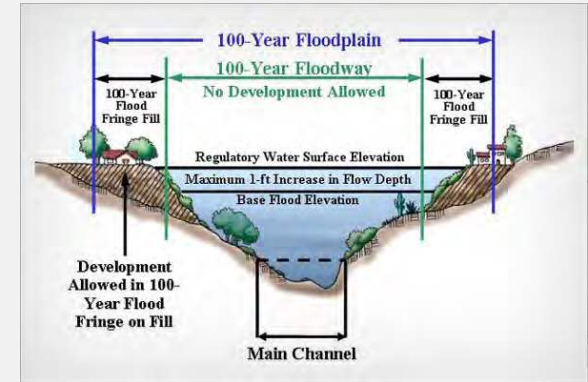 100-Year Floodplain
100-Year Floodway
No Development Allowed
100-Year
Flood
Fringe Fill
100-Year
Flood
Fringe Fill
Regulatory Water Surface Elevation
Maximum 1-ft Increase in Flow Depth
Base Flood Elevation
Development
Allowed in 100-
Year Flood
Fringe on Fill
Main Channel